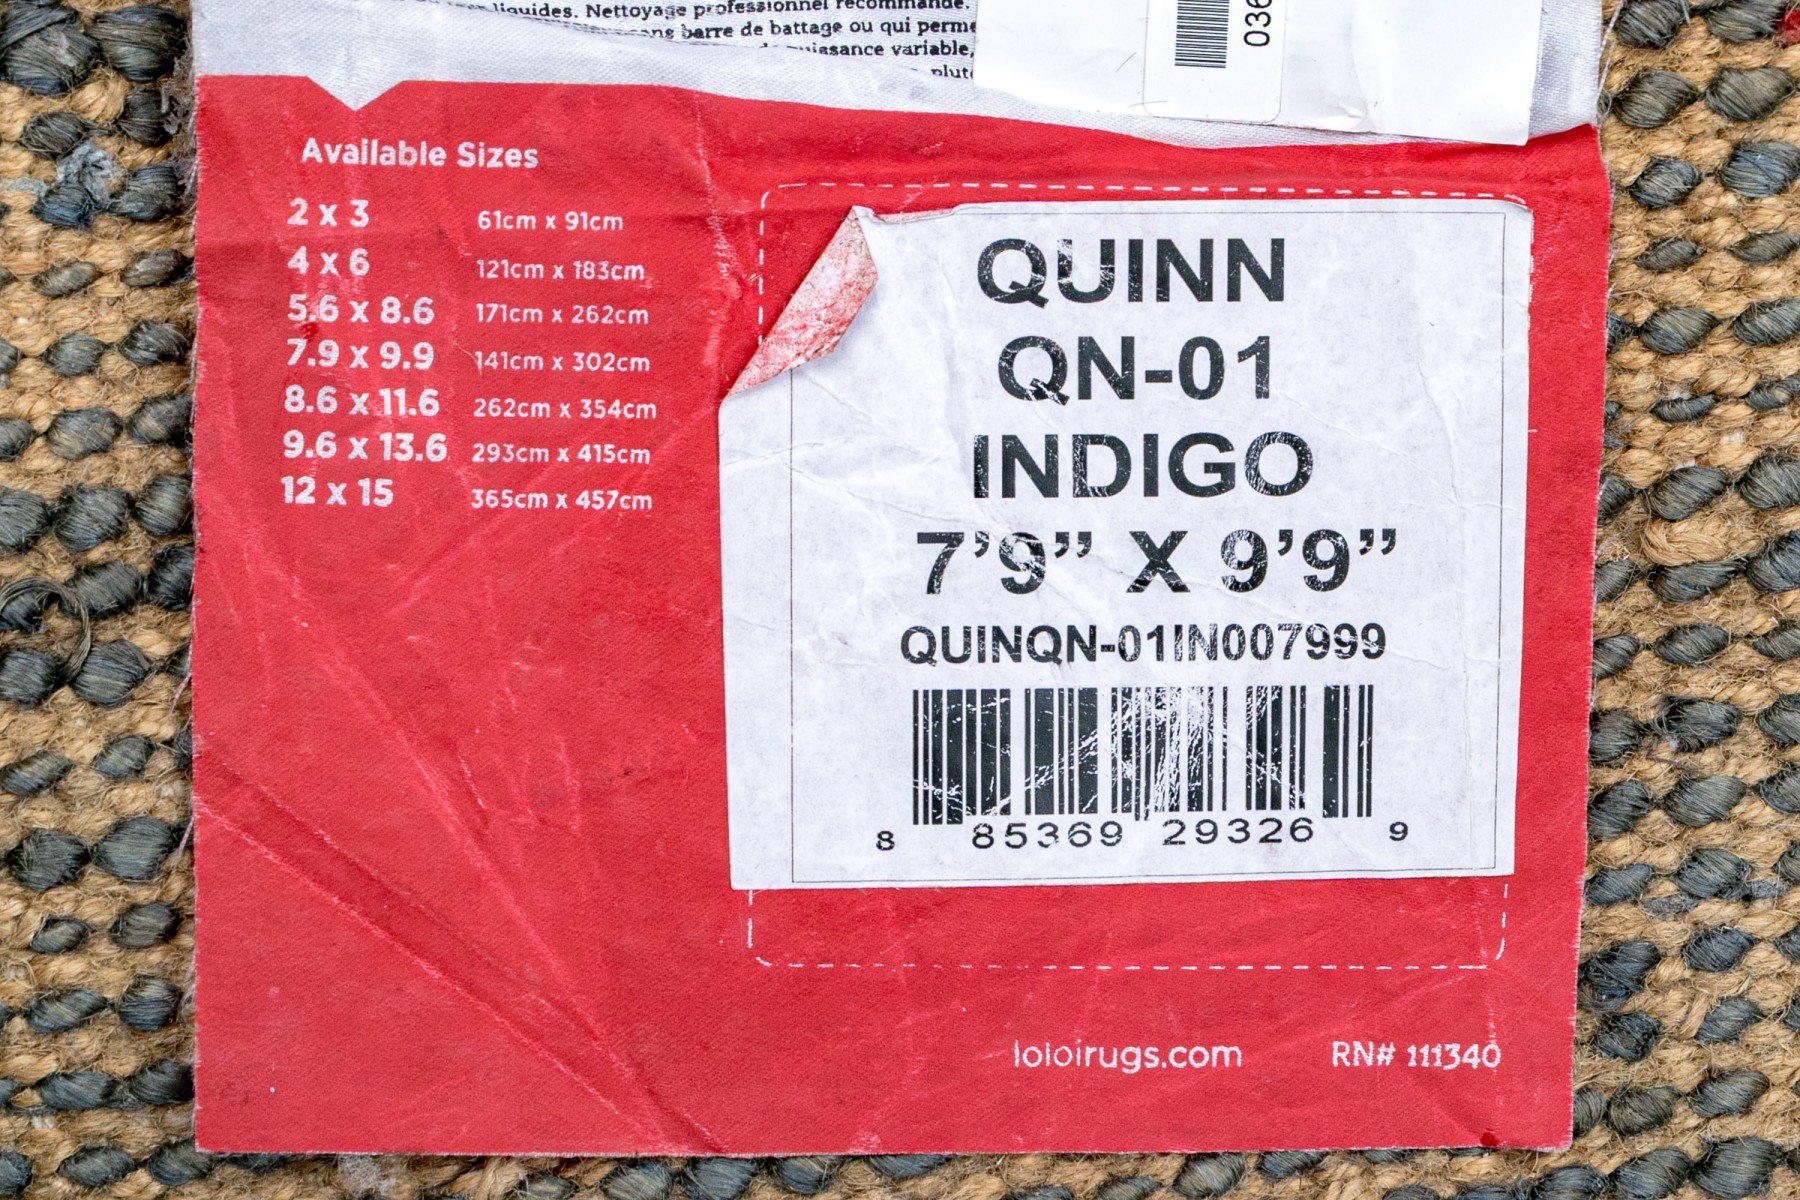 liquides. Nettoyage professionnel recommandé.
sans barre de battage ou qui perme
de puissance variable,
plutô
036
Available Sizes
2 x 3 61cm x 91cm
4 x 6 121cm x 183cm
5.6 x 8.6 171cm x 262cm
7.9 x 9.9 141cm x 302cm
8.6 x 11.6 262cm x 354cm
9.6 x 13.6 293cm x 415cm
12 x 15 365cm x 457cm
QUINN
QN-01
INDIGO
7’9” X 9’9”
QUINQN-01IN007999
8 85369 29326 9
loloirugs.com RN# 111340